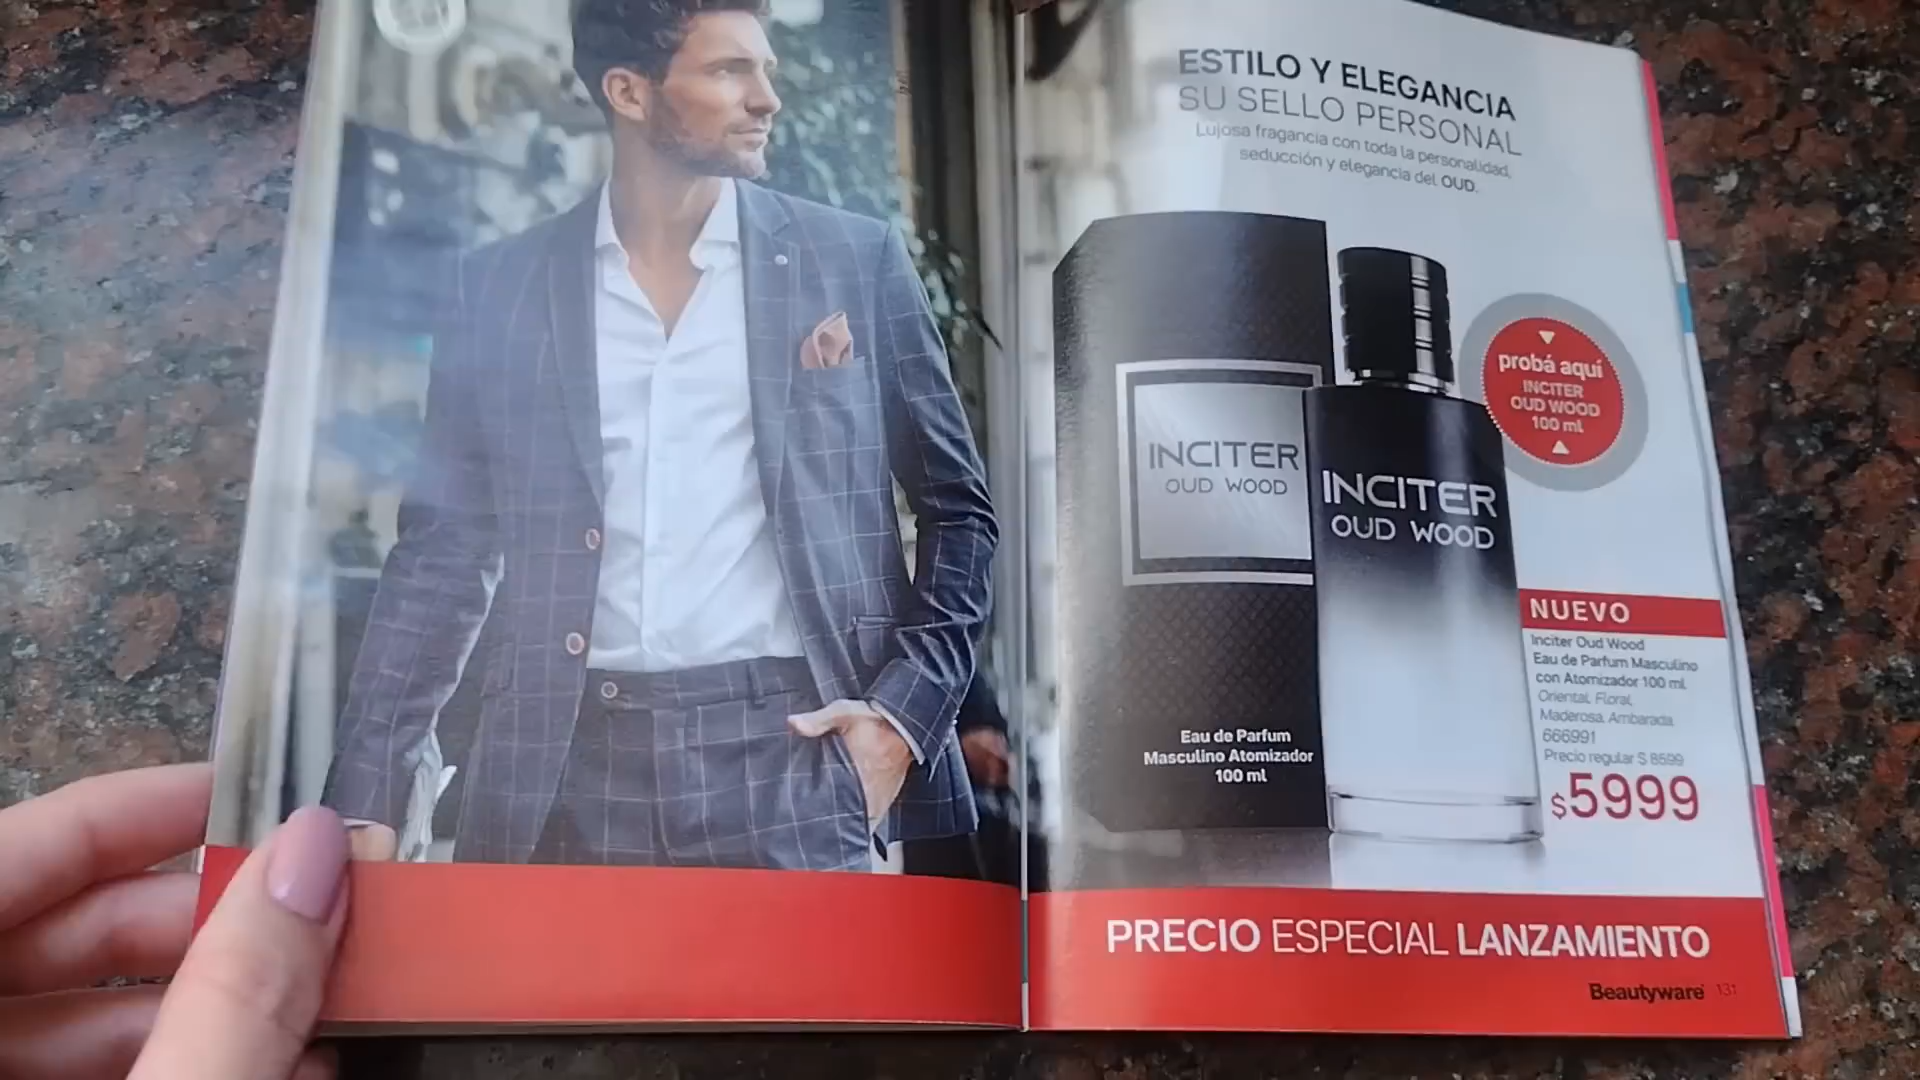 ESTILO Y ELEGANCIA
SU SELLO PERSONAL
Lujosa fragancia con toda la personalidad,
seducción y elegancia del OUD.
probá aquí
INCITER
OUD WOOD
100 ml
INCITER
OUD WOOD
INCITER
OUD WOOD
Eau de Parfum
Masculino Atomizador
100 ml
NUEVO
Inciter Oud Wood
Eau de Parfum Masculino
con Atomizador 100 ml.
Oriental, Floral,
Maderosa, Ambarada.
666991
Precio regular $ 8599
$5999
PRECIO ESPECIAL LANZAMIENTO
Beautyware 131